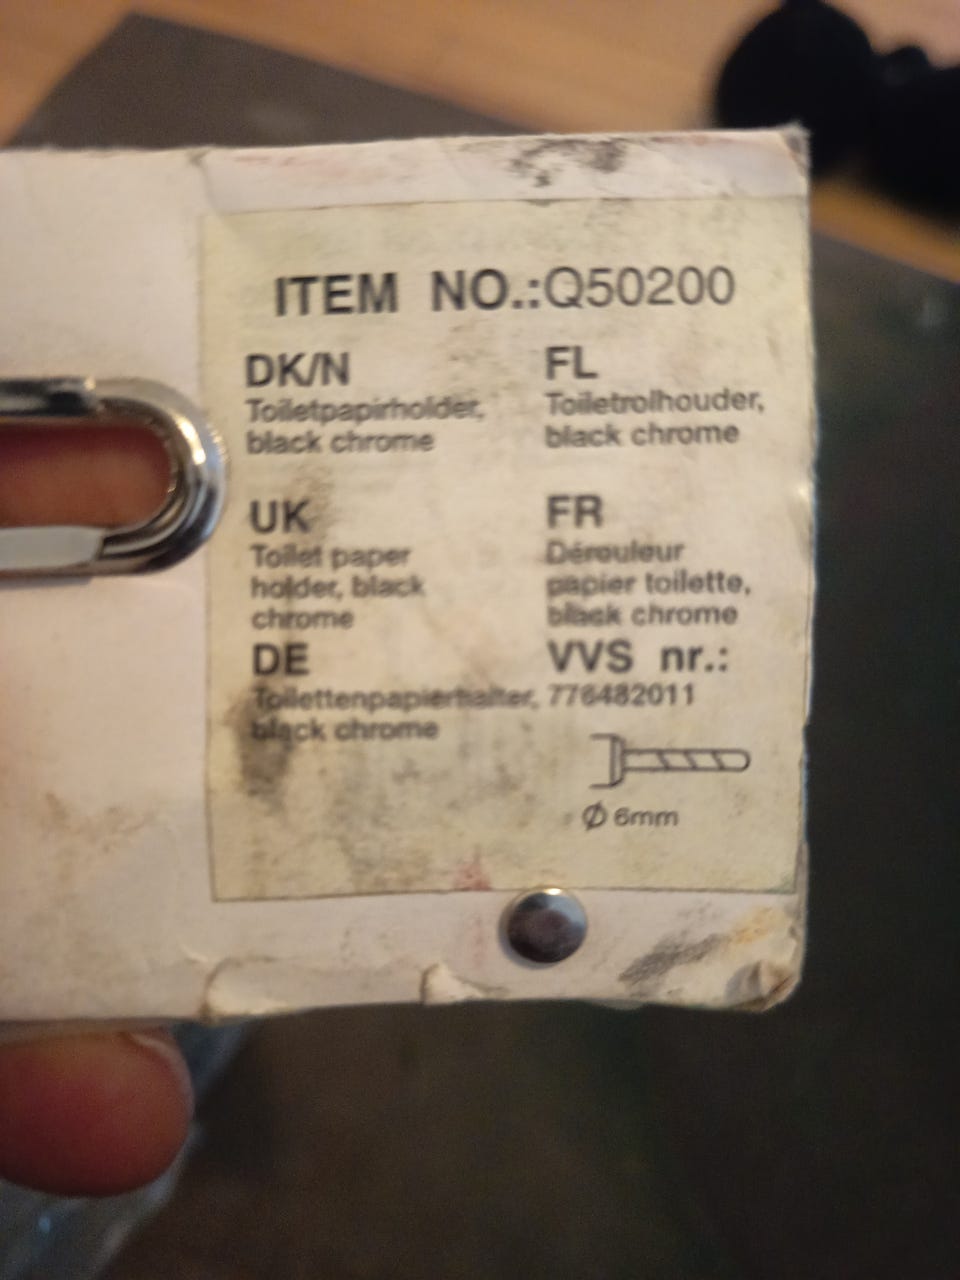 ITEM NO.:Q50200
DK/N
Toiletpapirholder,
black chrome
FL
Toiletrolhouder,
black chrome
UK
Toilet paper
holder, black
chrome
FR
Dérouleur
papier toilette,
black chrome
DE
Toilettenpapierhalter,
black chrome
VVS nr.:
776482011
Ø 6mm